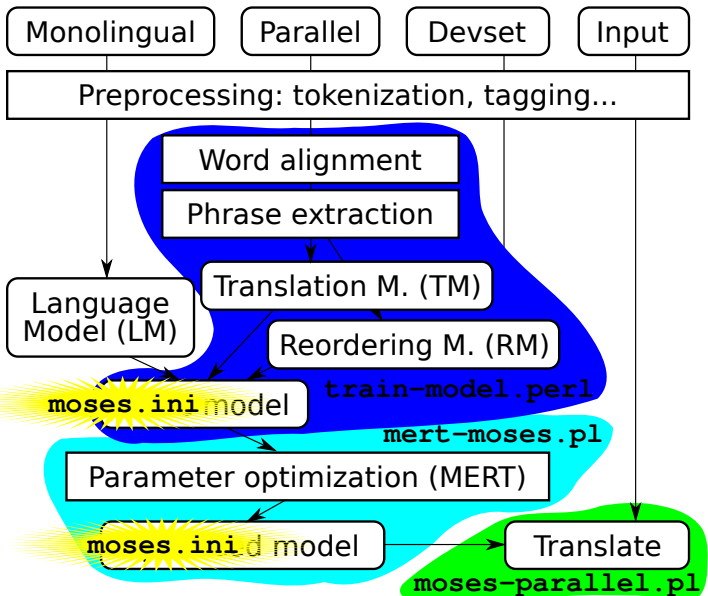 Monolingual
Parallel
Devset
Input
Preprocessing: tokenization, tagging...
Word alignment
Phrase extraction
Translation M. (TM)
Language
Model (LM)
Reordering M. (RM)
train-model.perl
moses.ini model
mert-moses.pl
Parameter optimization (MERT)
moses.ini d model
Translate
moses-parallel.pl